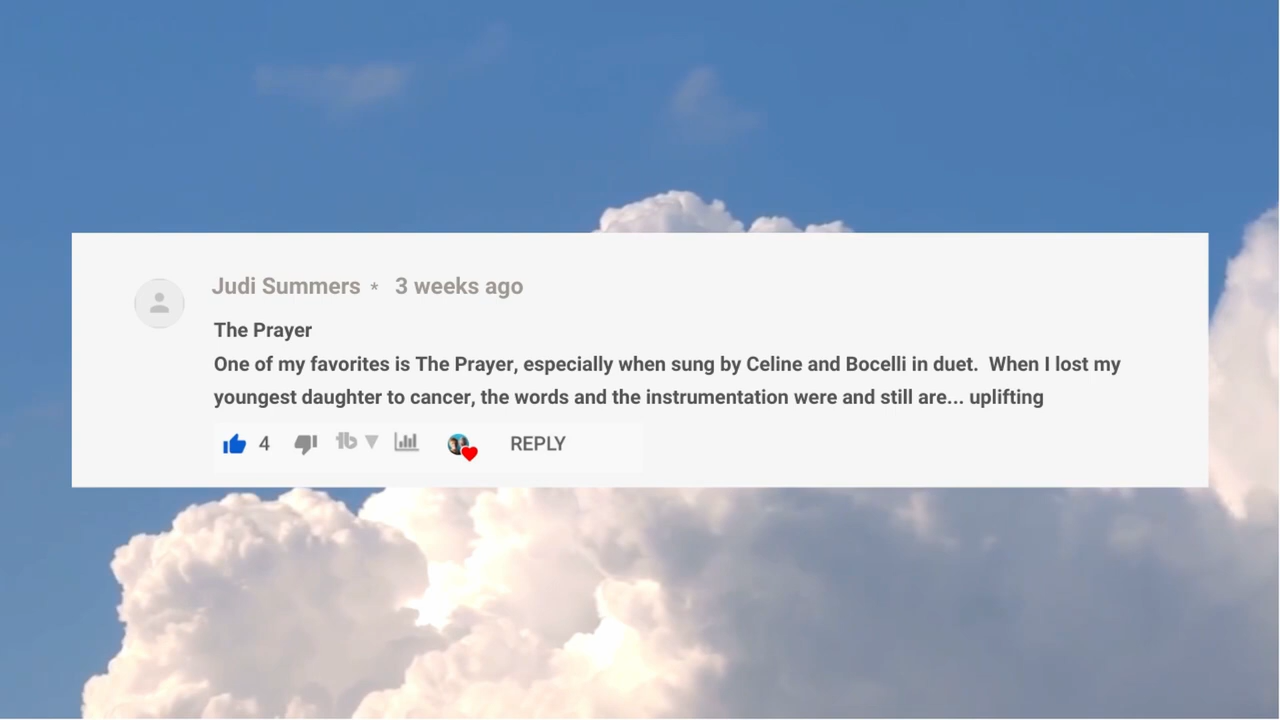 Judi Summers * 3 weeks ago
The Prayer
One of my favorites is The Prayer, especially when sung by Celine and Bocelli in duet.  When I lost my
youngest daughter to cancer, the words and the instrumentation were and still are... uplifting
4 tb REPLY